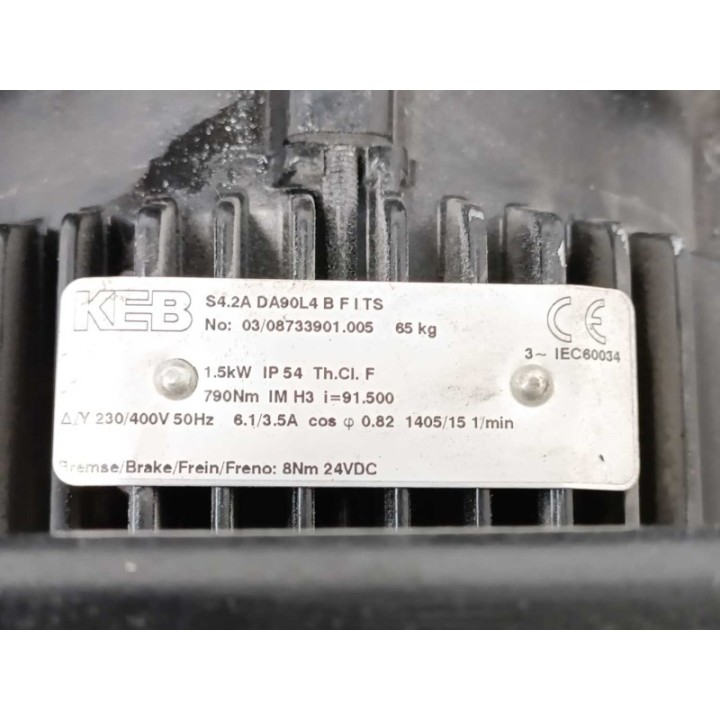 KEB S4.2A DA90L4 B F I TS
No: 03/08733901.005 65 kg
CE
3~ IEC60034
1.5kW IP 54 Th.Cl. F
790Nm IM H3 i=91.500
Δ/Y 230/400V 50Hz 6.1/3.5A cos φ 0.82 1405/15 1/min
Bremse/Brake/Frein/Freno: 8Nm 24VDC